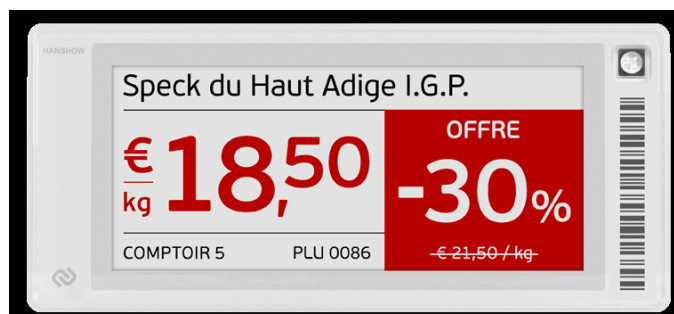 HANSHOW
Speck du Haut Adige I.G.P.
€
kg
18,50
OFFRE
-30%
€ 21,50 / kg
COMPTOIR 5 PLU 0086